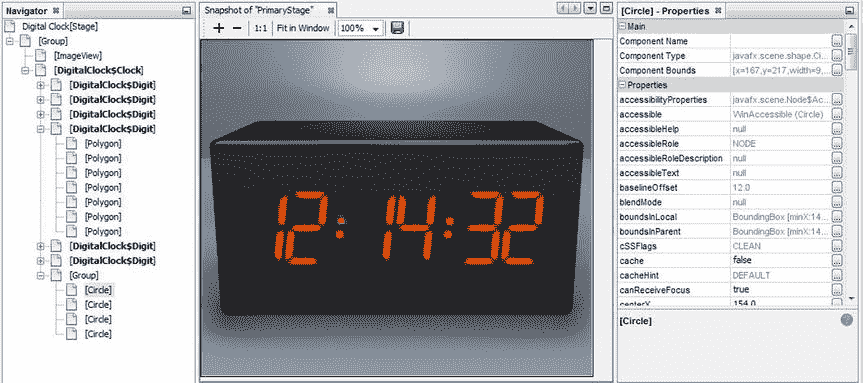 Navigator
Digital Clock[Stage]
[Group]
[ImageView]
[DigitalClock$Clock]
[DigitalClock$Digit]
[DigitalClock$Digit]
[DigitalClock$Digit]
[DigitalClock$Digit]
[Polygon]
[Polygon]
[Polygon]
[Polygon]
[Polygon]
[Polygon]
[Polygon]
[DigitalClock$Digit]
[DigitalClock$Digit]
[Group]
[Circle]
[Circle]
[Circle]
[Circle]
Snapshot of "PrimaryStage"
1:1 Fit in Window 100%
12:14:32
[Circle] - Properties
Main
Component Name
Component Type javafx.scene.shape.Ci...
Component Bounds [x=167,y=217,width=9,...
Properties
accessibilityProperties javafx.scene.Node$Ac...
accessible WinAccessible (Circle)
accessibleHelp null
accessibleRole NODE
accessibleRoleDescription null
accessibleText null
baselineOffset 12.0
blendMode null
boundsInLocal BoundingBox [minX:14...
boundsInParent BoundingBox [minX:14...
cSSFlags CLEAN
cache false
cacheHint DEFAULT
canReceiveFocus true
centerX 154.0
[Circle]